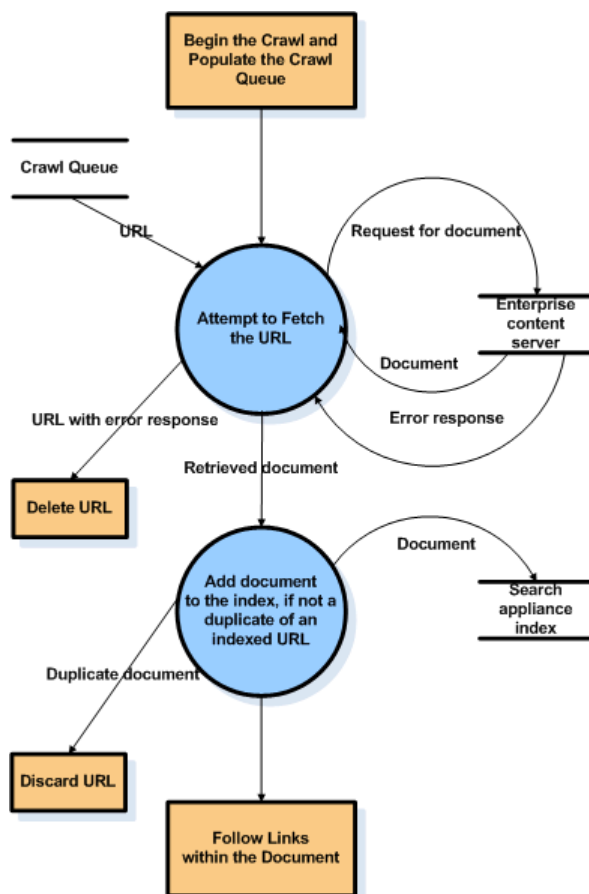 Begin the Crawl and
Populate the Crawl
Queue
Crawl Queue
URL
Request for document
Enterprise
content
server
Attempt to Fetch
the URL
Document
Error response
URL with error response
Retrieved document
Delete URL
Document
Add document
to the index, if not a
duplicate of an
indexed URL
Search
appliance
index
Duplicate document
Discard URL
Follow Links
within the Document